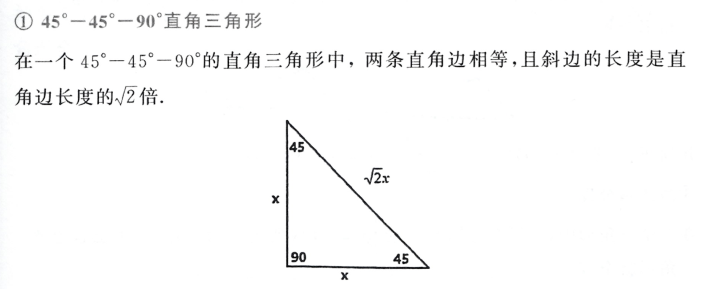 ① 45°－45°－90°直角三角形
在一个 45°－45°－90°的直角三角形中，两条直角边相等，且斜边的长度是直
角边长度的√2倍.
45
√2x
x
90
45
x